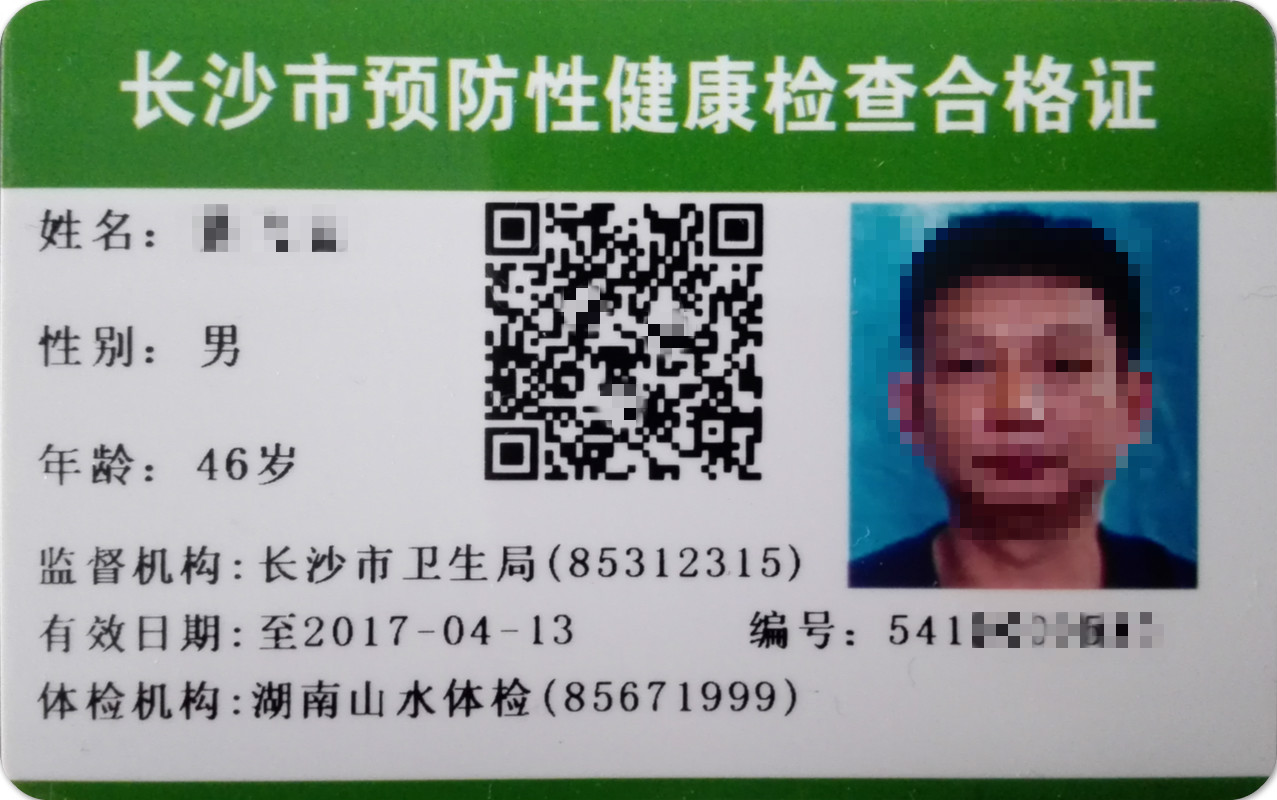 长沙市预防性健康检查合格证
姓名:
性别: 男
年龄: 46岁
监督机构:长沙市卫生局(85312315)
有效日期:至2017-04-13
编号: 541
体检机构:湖南山水体检(85671999)